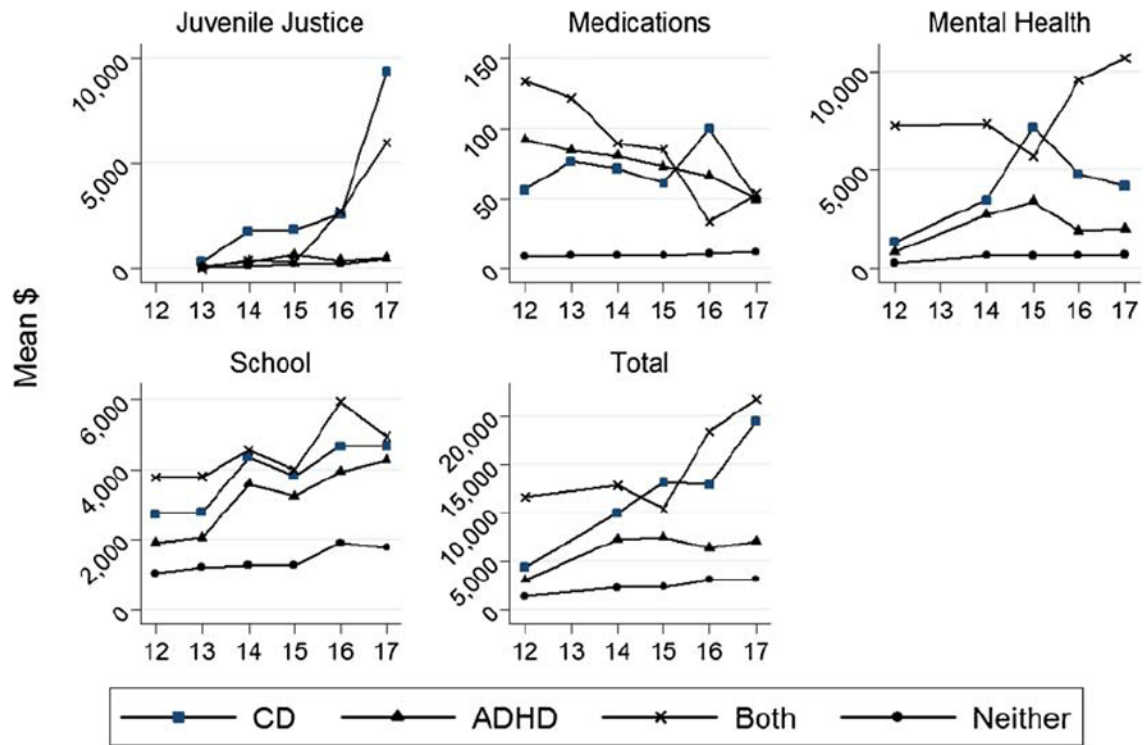 Juvenile Justice
Medications
Mental Health
10,000
5,000
0
12 13 14 15 16 17
150
100
50
0
12 13 14 15 16 17
10,000
5,000
0
12 13 14 15 16 17
Mean $
School
Total
6,000
4,000
2,000
0
12 13 14 15 16 17
20,000
15,000
10,000
5,000
0
12 13 14 15 16 17
CD ADHD Both Neither